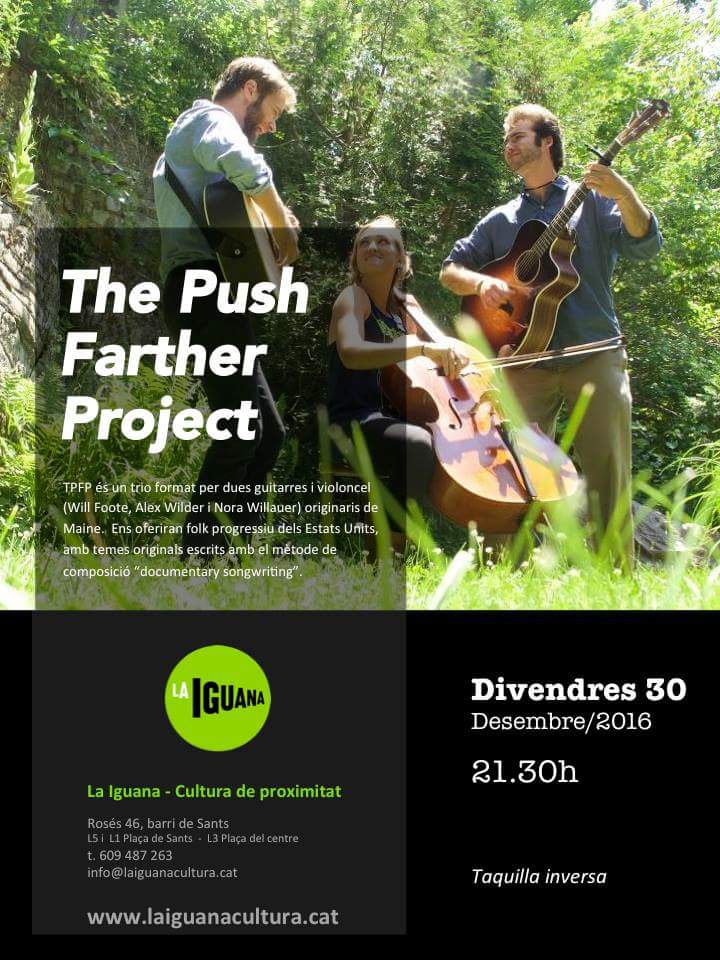 The Push
Farther
Project
TPFP és un trio format per dues guitarres i violoncel
(Will Foote, Alex Wilder i Nora Willauer) originaris de
Maine.  Ens oferiran folk progressiu dels Estats Units,
amb temes originals escrits amb el mètode de
composició “documentary songwriting”.
LA IGUANA
La Iguana - Cultura de proximitat
Rosés 46, barri de Sants
L5 i  L1 Plaça de Sants  -  L3 Plaça del centre
t. 609 487 263
info@laiguanacultura.cat
www.laiguanacultura.cat
Divendres 30
Desembre/2016
21.30h
Taquilla inversa